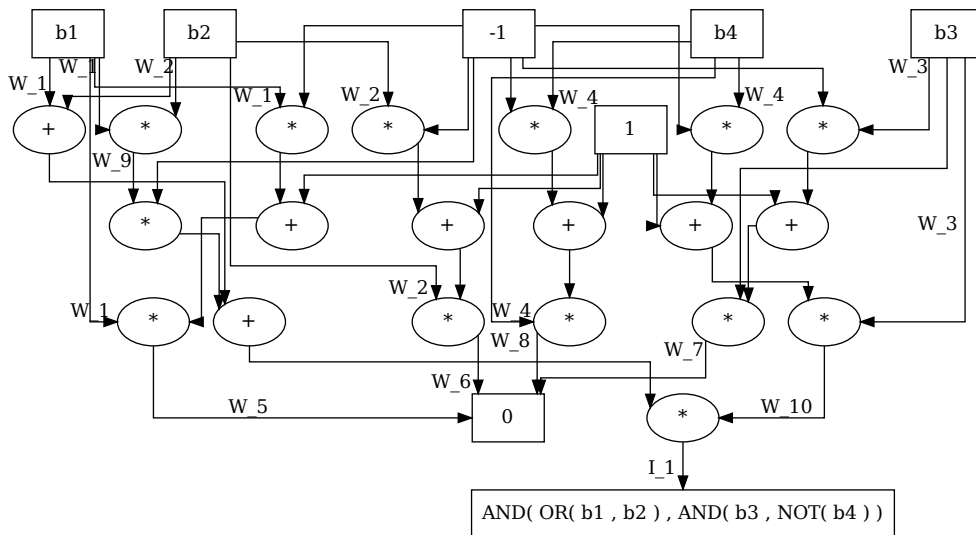 b1
b2
-1
b4
b3
W_1
W_1
W_2
W_1
W_2
W_4
W_4
W_3
+
*
*
*
*
1
*
*
W_9
*
+
+
+
+
+
W_3
W_1
*
+
W_2
*
W_4
*
*
*
W_8
W_7
W_6
W_5
0
*
W_10
I_1
AND( OR( b1 , b2 ) , AND( b3 , NOT( b4 ) ) )